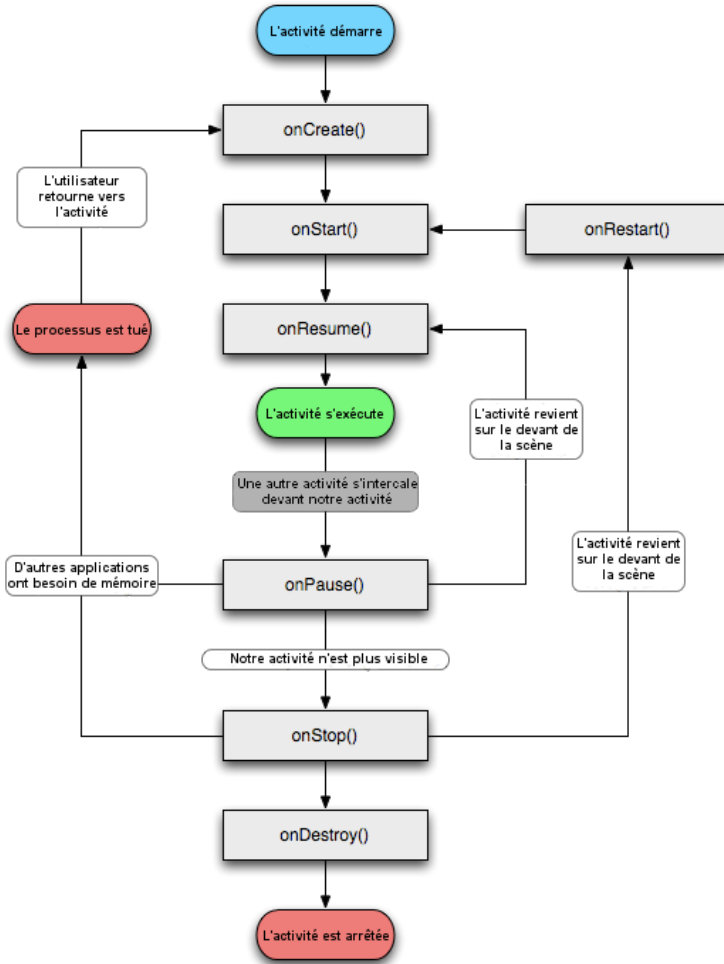 L'activité démarre
onCreate()
L'utilisateur
retourne vers
l'activité
onStart()
onRestart()
Le processus est tué
onResume()
L'activité s'exécute
L'activité revient
sur le devant de
la scène
Une autre activité s'intercale
devant notre activité
L'activité revient
sur le devant de
la scène
D'autres applications
ont besoin de mémoire
onPause()
Notre activité n'est plus visible
onStop()
onDestroy()
L'activité est arrêtée